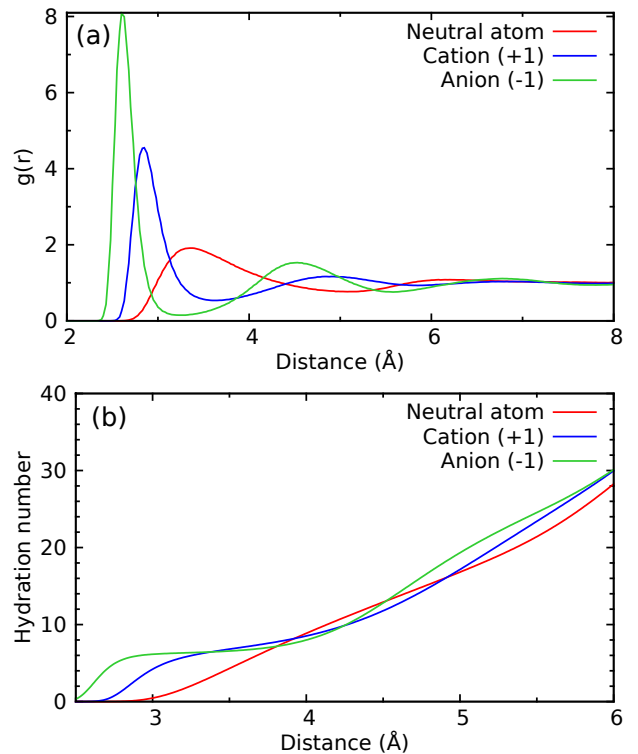 (a)
Neutral atom
Cation (+1)
Anion (-1)
g(r)
8
6
4
2
0
2 4 6 8
Distance (Å)
(b)
Neutral atom
Cation (+1)
Anion (-1)
Hydration number
40
30
20
10
0
3 4 5 6
Distance (Å)